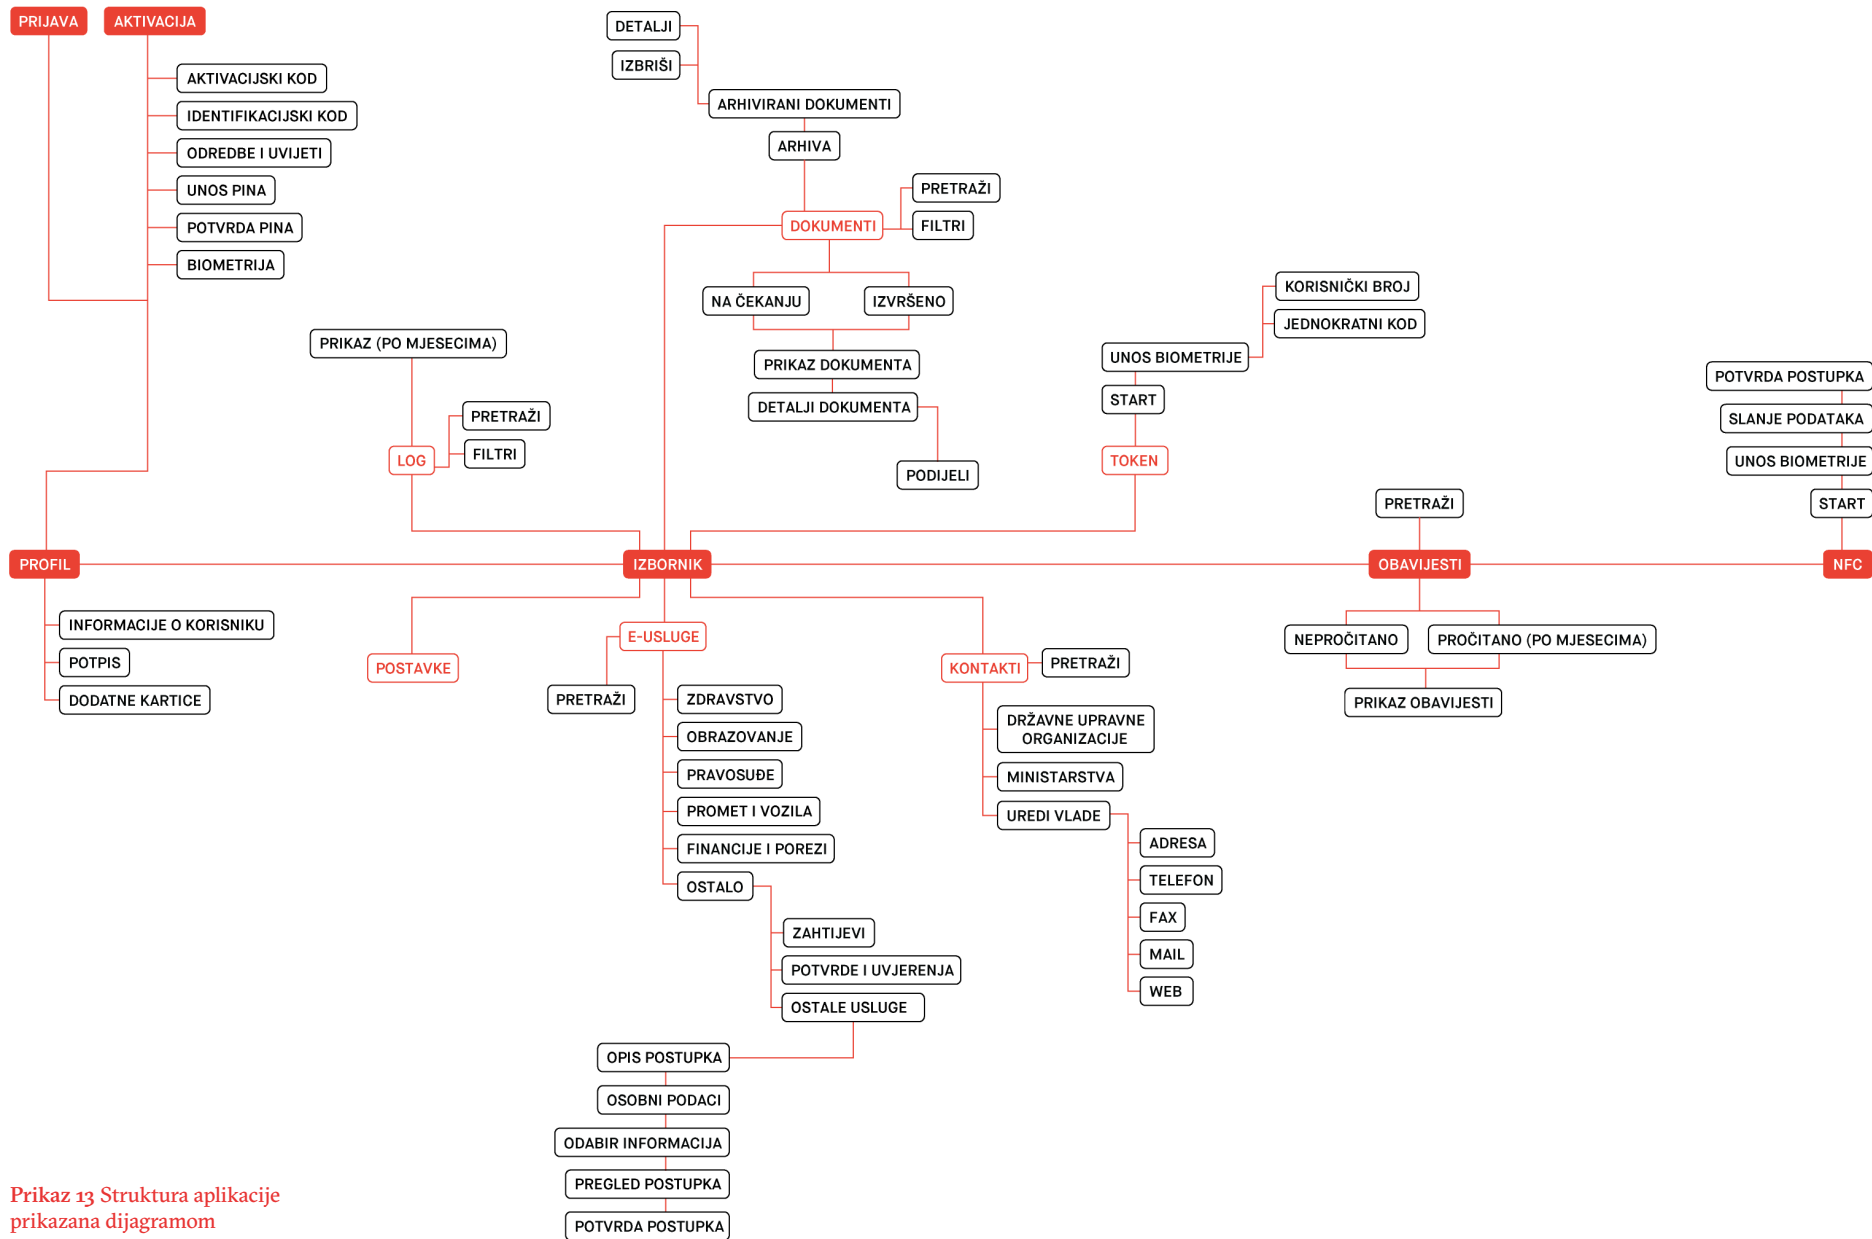 PRIJAVA
AKTIVACIJA
AKTIVACIJSKI KOD
IDENTIFIKACIJSKI KOD
ODREDBE I UVIJETI
UNOS PINA
POTVRDA PINA
BIOMETRIJA
DETALJI
IZBRIŠI
ARHIVIRANI DOKUMENTI
ARHIVA
PRETRAŽI
DOKUMENTI
FILTRI
NA ČEKANJU
IZVRŠENO
PRIKAZ DOKUMENTA
DETALJI DOKUMENTA
PODIJELI
PRIKAZ (PO MJESECIMA)
PRETRAŽI
LOG
FILTRI
KORISNIČKI BROJ
JEDNOKRATNI KOD
UNOS BIOMETRIJE
START
TOKEN
POTVRDA POSTUPKA
SLANJE PODATAKA
UNOS BIOMETRIJE
START
PRETRAŽI
PROFIL
IZBORNIK
OBAVIJESTI
NFC
INFORMACIJE O KORISNIKU
POTPIS
DODATNE KARTICE
POSTAVKE
E-USLUGE
PRETRAŽI
ZDRAVSTVO
OBRAZOVANJE
PRAVOSUĐE
PROMET I VOZILA
FINANCIJE I POREZI
OSTALO
ZAHTIJEVI
POTVRDE I UVJERENJA
OSTALE USLUGE
OPIS POSTUPKA
OSOBNI PODACI
ODABIR INFORMACIJA
PREGLED POSTUPKA
POTVRDA POSTUPKA
KONTAKTI
PRETRAŽI
DRŽAVNE UPRAVNE
ORGANIZACIJE
MINISTARSTVA
UREDI VLADE
ADRESA
TELEFON
FAX
MAIL
WEB
NEPROČITANO
PROČITANO (PO MJESECIMA)
PRIKAZ OBAVIJESTI
Prikaz 13 Struktura aplikacije
prikazana dijagramom